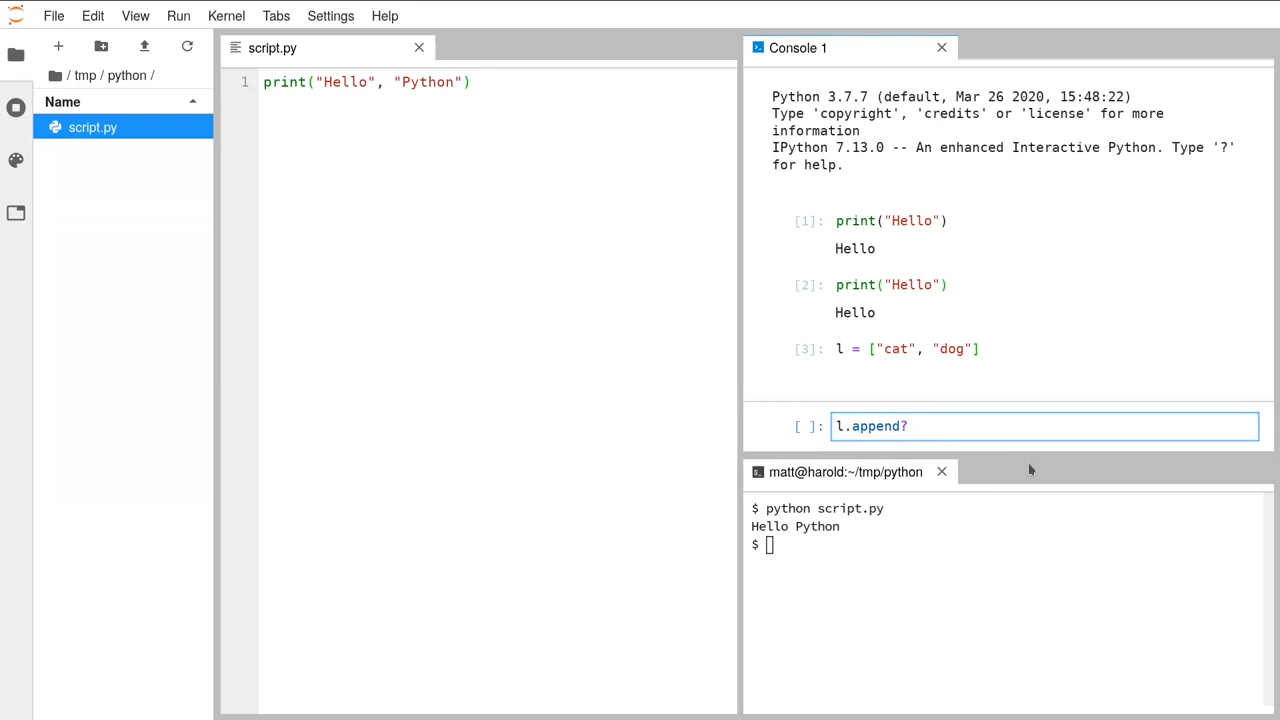 File Edit View Run Kernel Tabs Settings Help
/ tmp / python /
Name
script.py
script.py
1 print("Hello", "Python")
Console 1
Python 3.7.7 (default, Mar 26 2020, 15:48:22)
Type 'copyright', 'credits' or 'license' for more
information
IPython 7.13.0 -- An enhanced Interactive Python. Type '?'
for help.
[1]: print("Hello")
Hello
[2]: print("Hello")
Hello
[3]: l = ["cat", "dog"]
[ ]: l.append?
matt@harold:~/tmp/python
$ python script.py
Hello Python
$